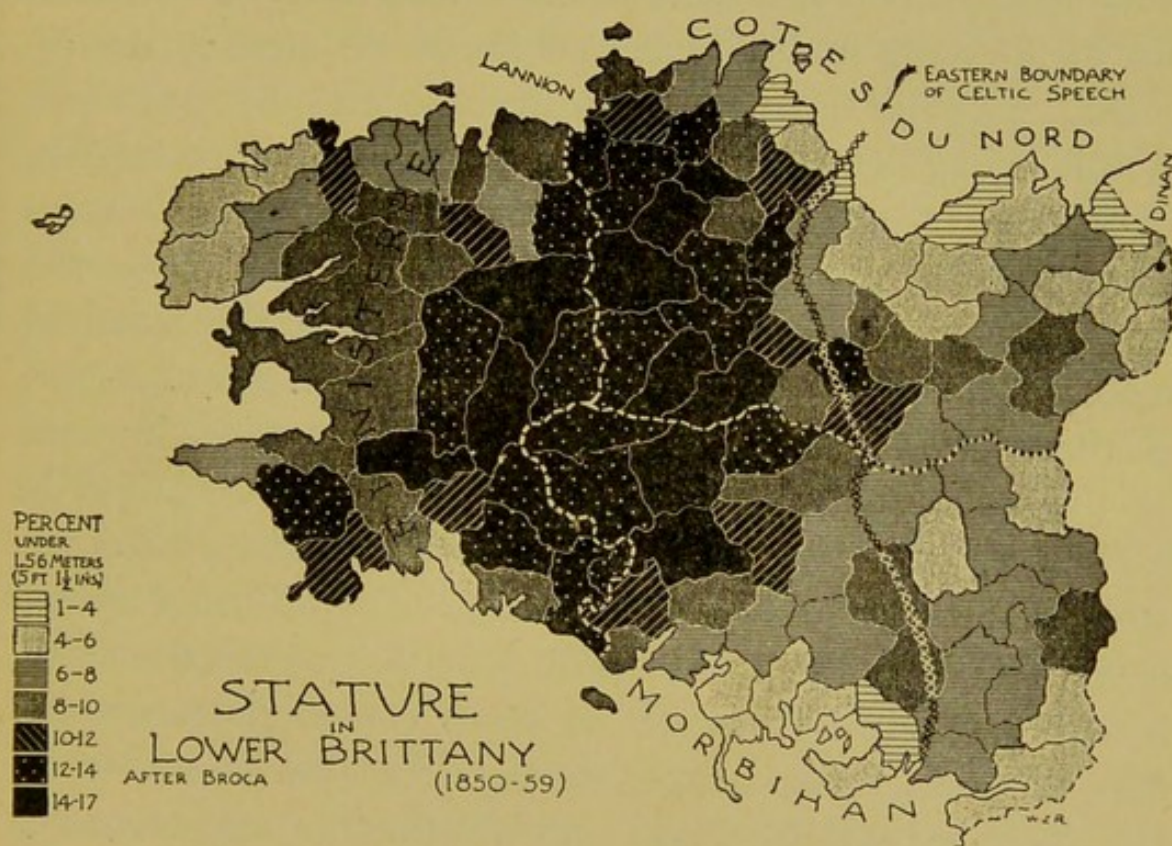 COTES
DU NORD
LANNION
EASTERN BOUNDARY
OF CELTIC SPEECH
DINAN
FINISTERE
PERCENT
UNDER
1.56 METERS
(5 FT 1½ INS)
1-4
4-6
6-8
8-10
10-12
12-14
14-17
STATURE
IN
LOWER BRITTANY
AFTER BROCA (1850-59)
MORBIHAN
WZR